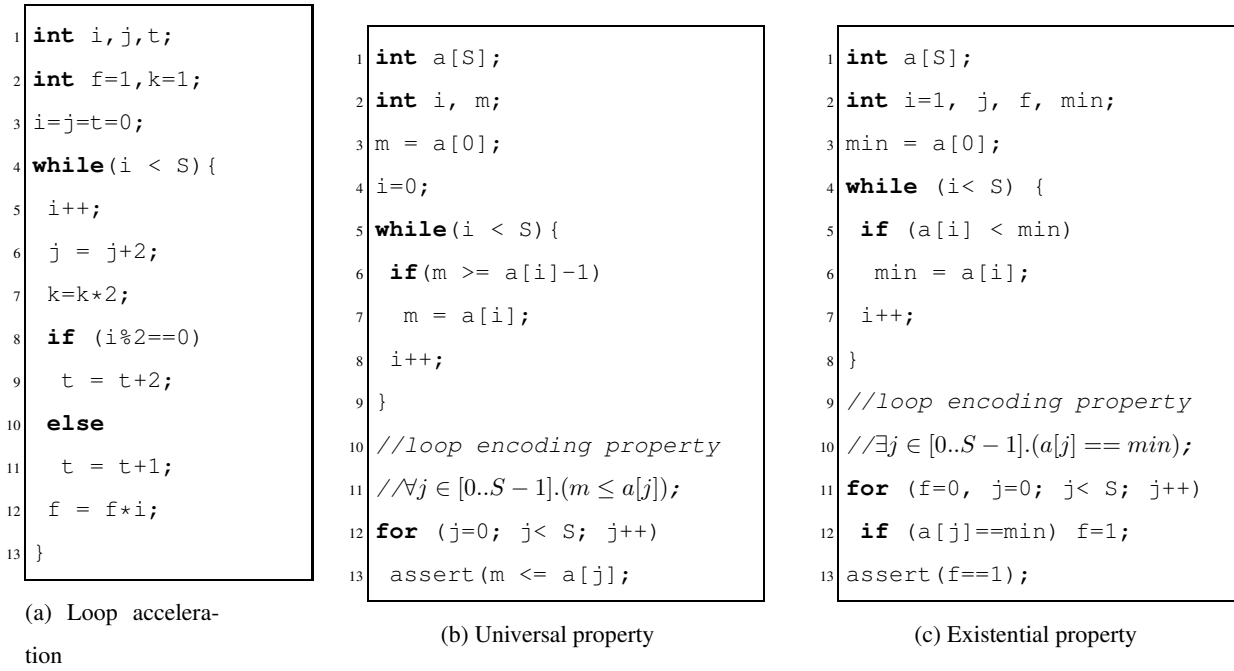 1 int i,j,t;
2 int f=1,k=1;
3 i=j=t=0;
4 while(i < S){
5 i++;
6 j = j+2;
7 k=k*2;
8 if (i%2==0)
9 t = t+2;
10 else
11 t = t+1;
12 f = f*i;
13 }
(a) Loop accelera-
tion
1 int a[S];
2 int i, m;
3 m = a[0];
4 i=0;
5 while(i < S){
6 if(m >= a[i]-1)
7 m = a[i];
8 i++;
9 }
10 //loop encoding property
11 //∀j ∈ [0..S − 1].(m ≤ a[j]);
12 for (j=0; j< S; j++)
13 assert(m <= a[j];
(b) Universal property
1 int a[S];
2 int i=1, j, f, min;
3 min = a[0];
4 while (i< S) {
5 if (a[i] < min)
6 min = a[i];
7 i++;
8 }
9 //loop encoding property
10 //∃j ∈ [0..S − 1].(a[j] == min);
11 for (f=0, j=0; j< S; j++)
12 if (a[j]==min) f=1;
13 assert(f==1);
(c) Existential property